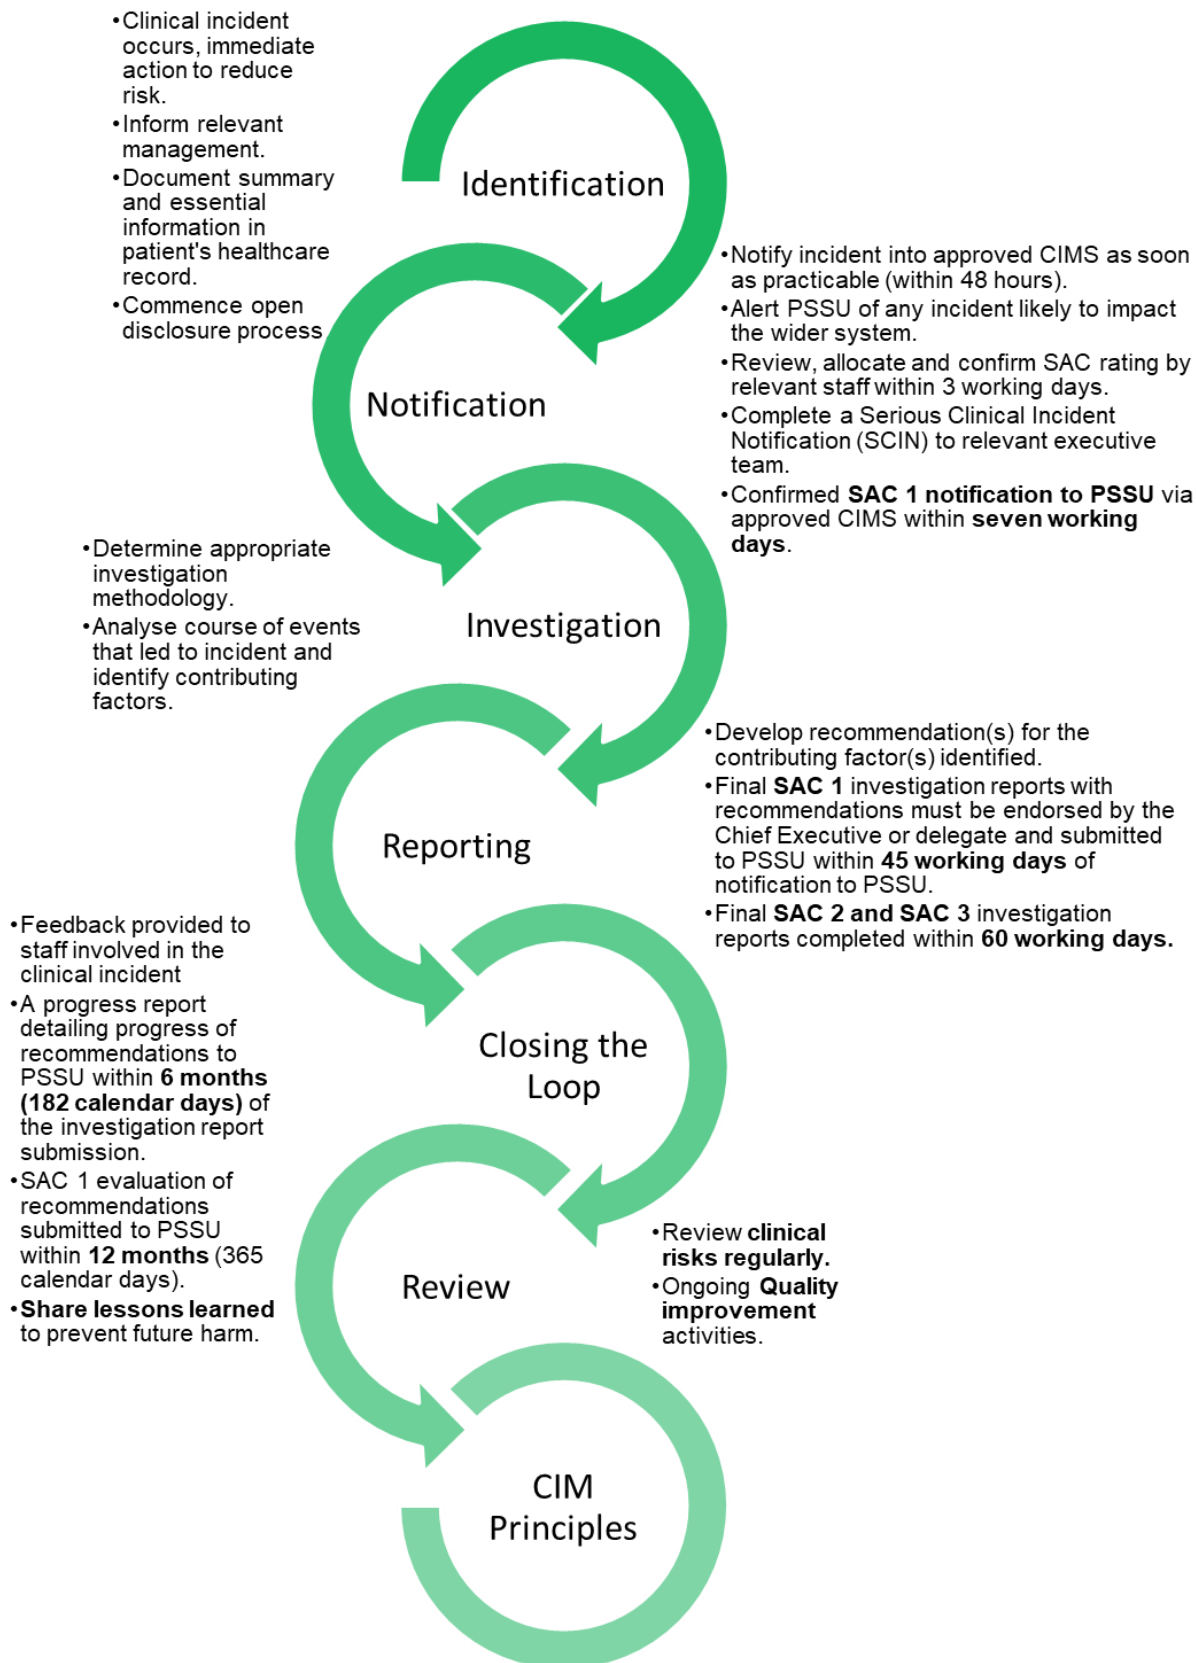 •Clinical incident
occurs, immediate
action to reduce
risk.
•Inform relevant
management.
•Document summary
and essential
information in
patient's healthcare
record.
•Commence open
disclosure process
Identification
•Notify incident into approved CIMS as soon
as practicable (within 48 hours).
•Alert PSSU of any incident likely to impact
the wider system.
•Review, allocate and confirm SAC rating by
relevant staff within 3 working days.
•Complete a Serious Clinical Incident
Notification (SCIN) to relevant executive
team.
•Confirmed SAC 1 notification to PSSU via
approved CIMS within seven working
days.
Notification
•Determine appropriate
investigation
methodology.
•Analyse course of events
that led to incident and
identify contributing
factors.
Investigation
•Develop recommendation(s) for the
contributing factor(s) identified.
•Final SAC 1 investigation reports with
recommendations must be endorsed by the
Chief Executive or delegate and submitted
to PSSU within 45 working days of
notification to PSSU.
•Final SAC 2 and SAC 3 investigation
reports completed within 60 working days.
Reporting
•Feedback provided to
staff involved in the
clinical incident
•A progress report
detailing progress of
recommendations to
PSSU within 6 months
(182 calendar days) of
the investigation report
submission.
•SAC 1 evaluation of
recommendations
submitted to PSSU
within 12 months (365
calendar days).
•Share lessons learned
to prevent future harm.
Closing the
Loop
•Review clinical
risks regularly.
•Ongoing Quality
improvement
activities.
Review
CIM
Principles